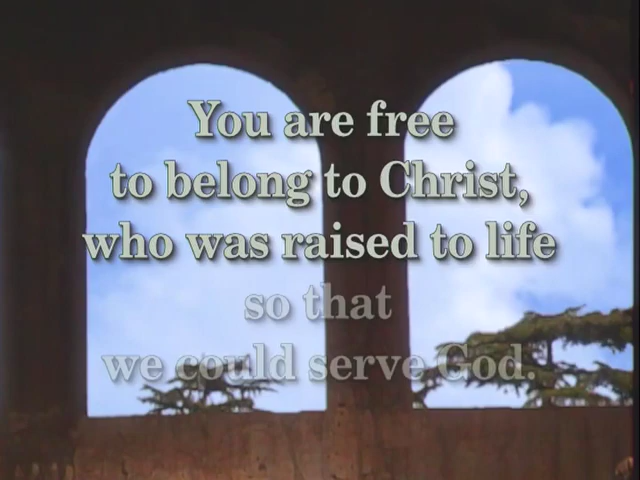 You are free
to belong to Christ,
who was raised to life
so that
we could serve God.